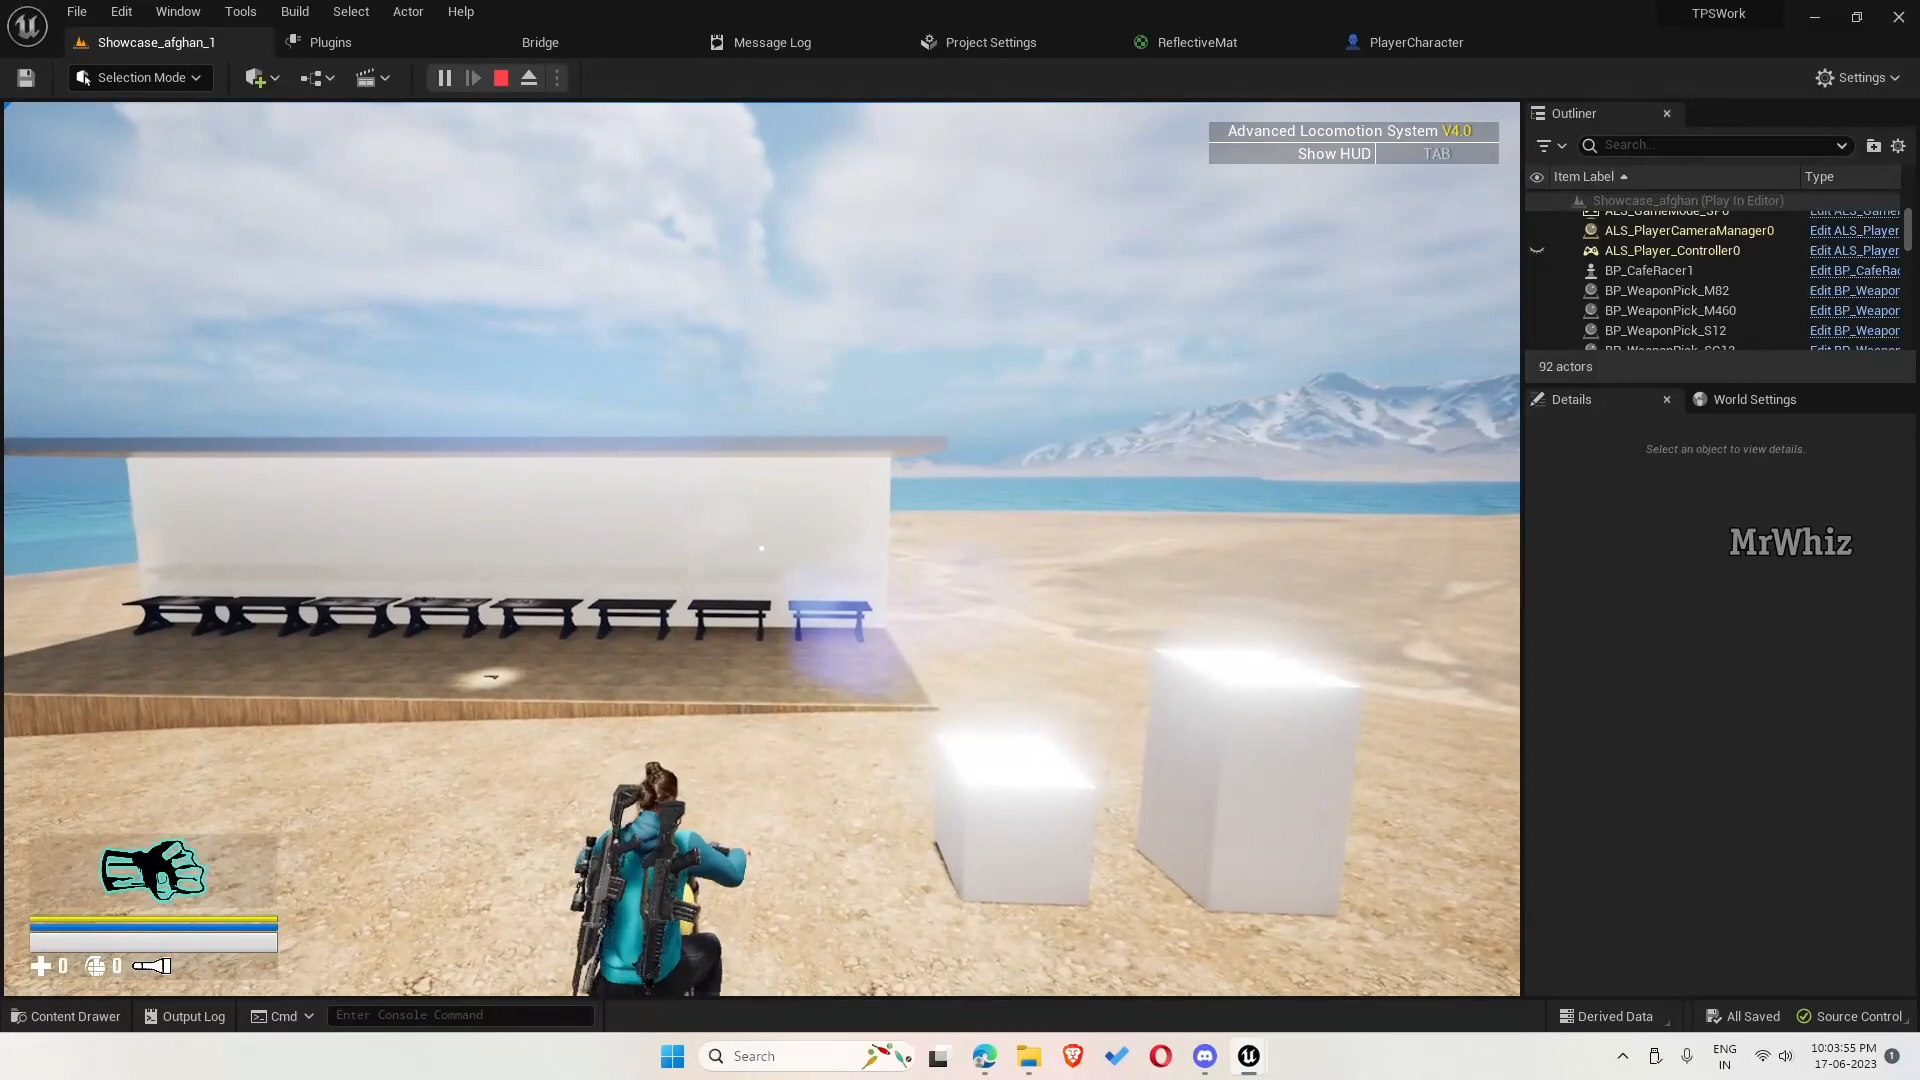 File Edit Window Tools Build Select Actor Help
TPSWork
Showcase_afghan_1 Plugins Bridge Message Log Project Settings ReflectiveMat PlayerCharacter
Selection Mode
Settings
Advanced Locomotion System V4.0
Show HUD TAB
Outliner
Search...
Item Label Type
Showcase_afghan (Play In Editor)
ALS_PlayerCameraManager0 Edit ALS_Player
ALS_Player_Controller0 Edit ALS_Player
BP_CafeRacer1 Edit BP_CafeRac
BP_WeaponPick_M82 Edit BP_Weapon
BP_WeaponPick_M460 Edit BP_Weapon
BP_WeaponPick_S12 Edit BP_Weapon
92 actors
Details World Settings
Select an object to view details.
MrWhiz
0 0
Content Drawer Output Log Cmd Enter Console Command Derived Data All Saved Source Control
Search
ENG
IN
10:03:55 PM
17-06-2023
1